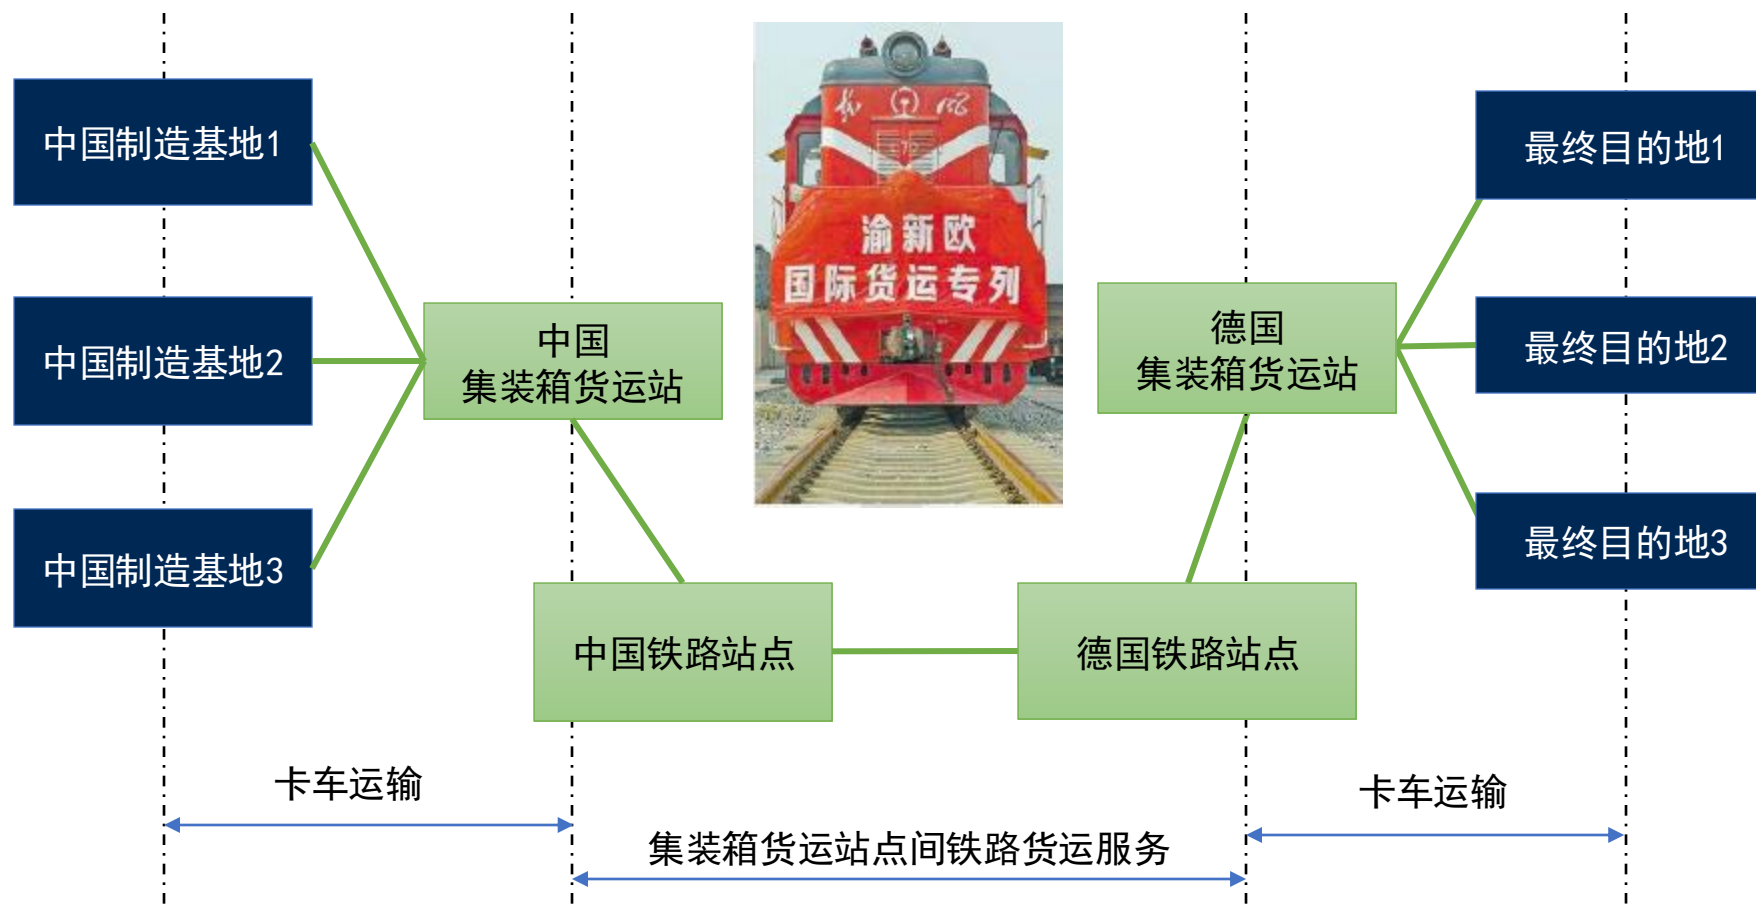 中国制造基地1
中国制造基地2
中国制造基地3
中国
集装箱货运站
渝新欧
国际货运专列
德国
集装箱货运站
最终目的地1
最终目的地2
最终目的地3
中国铁路站点
德国铁路站点
卡车运输
集装箱货运站点间铁路货运服务
卡车运输